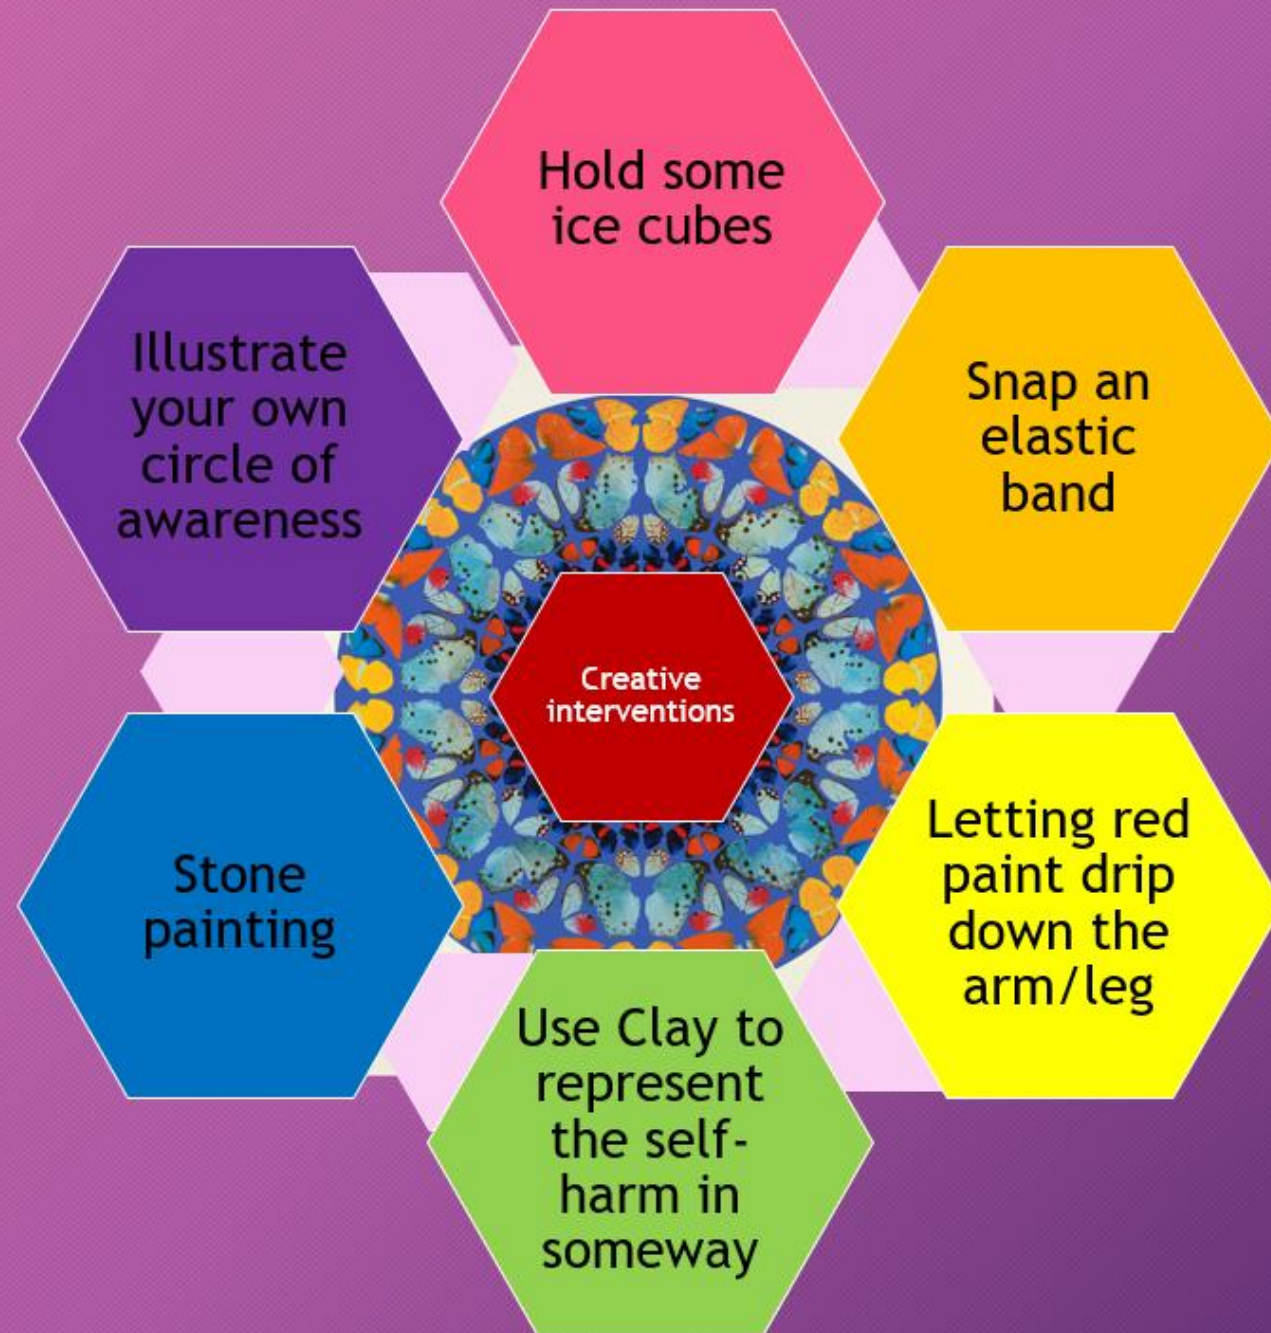 Hold some
ice cubes
Snap an
elastic
band
Letting red
paint drip
down the
arm/leg
Use Clay to
represent
the self-
harm in
someway
Stone
painting
Illustrate
your own
circle of
awareness
Creative
interventions